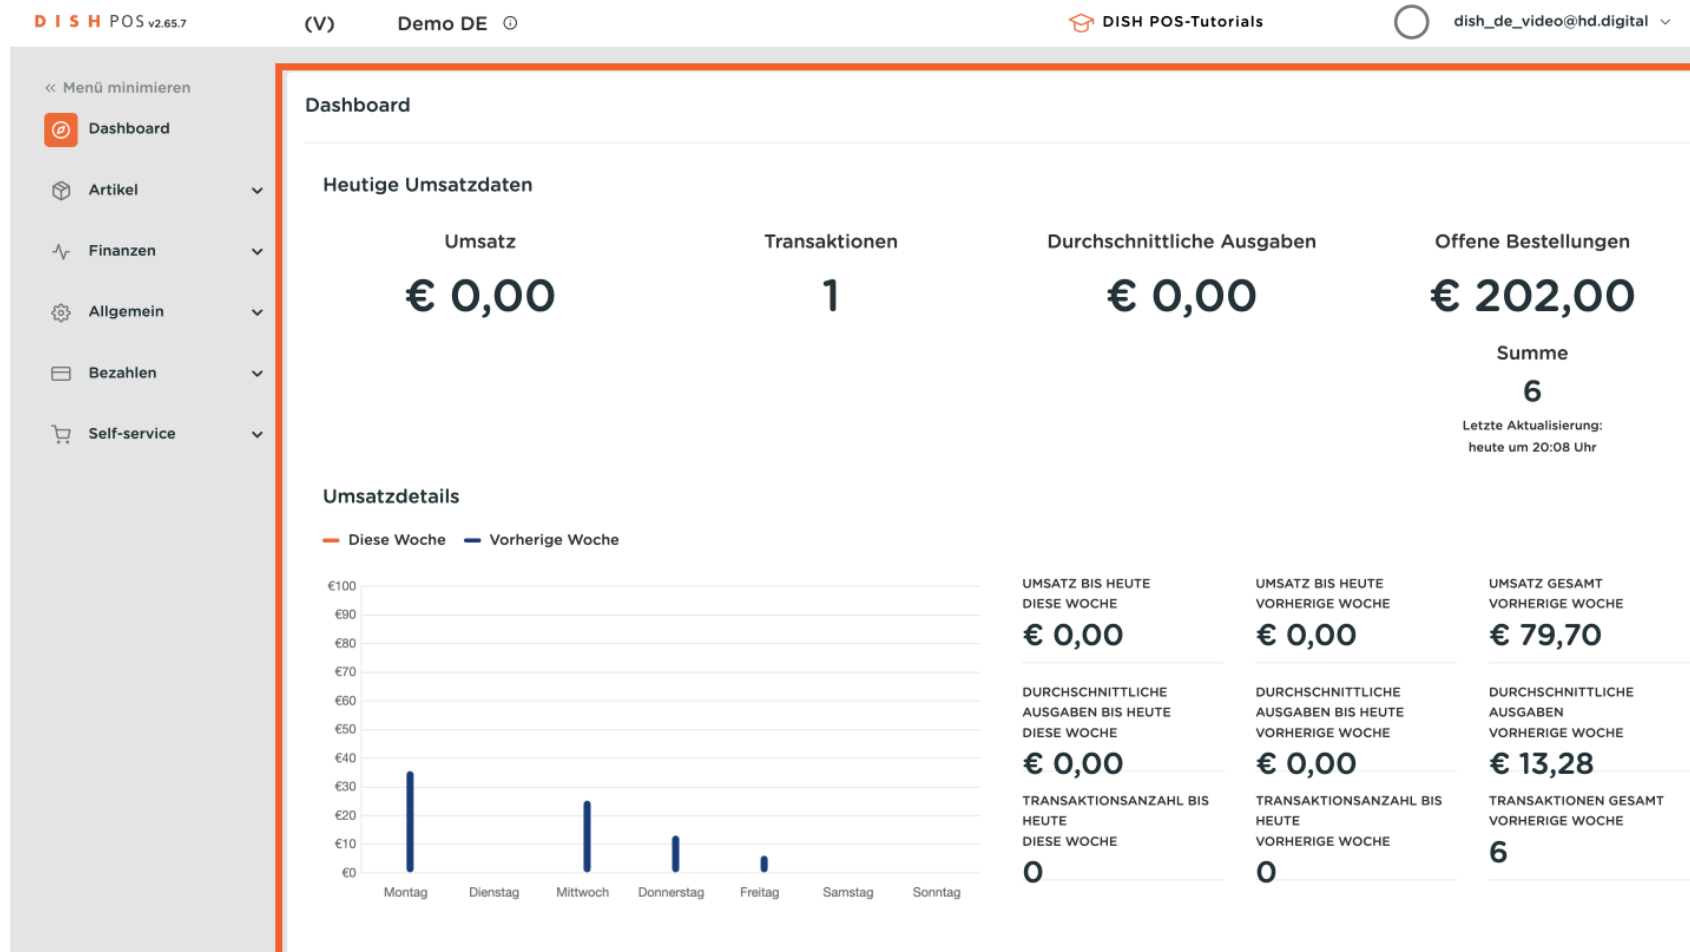 DISH POS v2.65.7
(V)
Demo DE
DISH POS-Tutorials
dish_de_video@hd.digital
Menü minimieren
Dashboard
Artikel
Finanzen
Allgemein
Bezahlen
Self-service
Dashboard
Heutige Umsatzdaten
Umsatz
€ 0,00
Transaktionen
1
Durchschnittliche Ausgaben
€ 0,00
Offene Bestellungen
€ 202,00
Summe
6
Letzte Aktualisierung:
heute um 20:08 Uhr
Umsatzdetails
Diese Woche
Vorherige Woche
€100
€90
€80
€70
€60
€50
€40
€30
€20
€10
€0
Montag
Dienstag
Mittwoch
Donnerstag
Freitag
Samstag
Sonntag
UMSATZ BIS HEUTE
DIESE WOCHE
€ 0,00
UMSATZ BIS HEUTE
VORHERIGE WOCHE
€ 0,00
UMSATZ GESAMT
VORHERIGE WOCHE
€ 79,70
DURCHSCHNITTLICHE
AUSGABEN BIS HEUTE
DIESE WOCHE
€ 0,00
DURCHSCHNITTLICHE
AUSGABEN BIS HEUTE
VORHERIGE WOCHE
€ 0,00
DURCHSCHNITTLICHE
AUSGABEN
VORHERIGE WOCHE
€ 13,28
TRANSAKTIONSANZAHL BIS
HEUTE
DIESE WOCHE
0
TRANSAKTIONSANZAHL BIS
HEUTE
VORHERIGE WOCHE
0
TRANSAKTIONEN GESAMT
VORHERIGE WOCHE
6